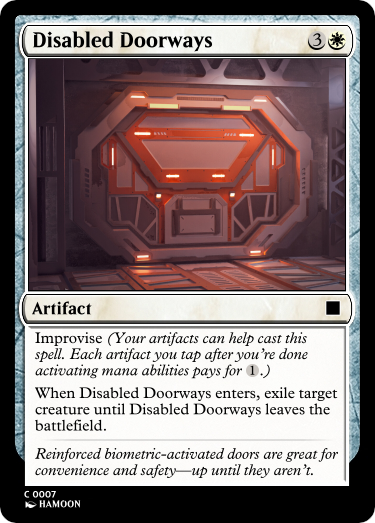 Disabled Doorways 3
Artifact
Improvise (Your artifacts can help cast this
spell. Each artifact you tap after you're done
activating mana abilities pays for 1.)
When Disabled Doorways enters, exile target
creature until Disabled Doorways leaves the
battlefield.
Reinforced biometric-activated doors are great for
convenience and safety—up until they aren't.
C 0007
HAMOON